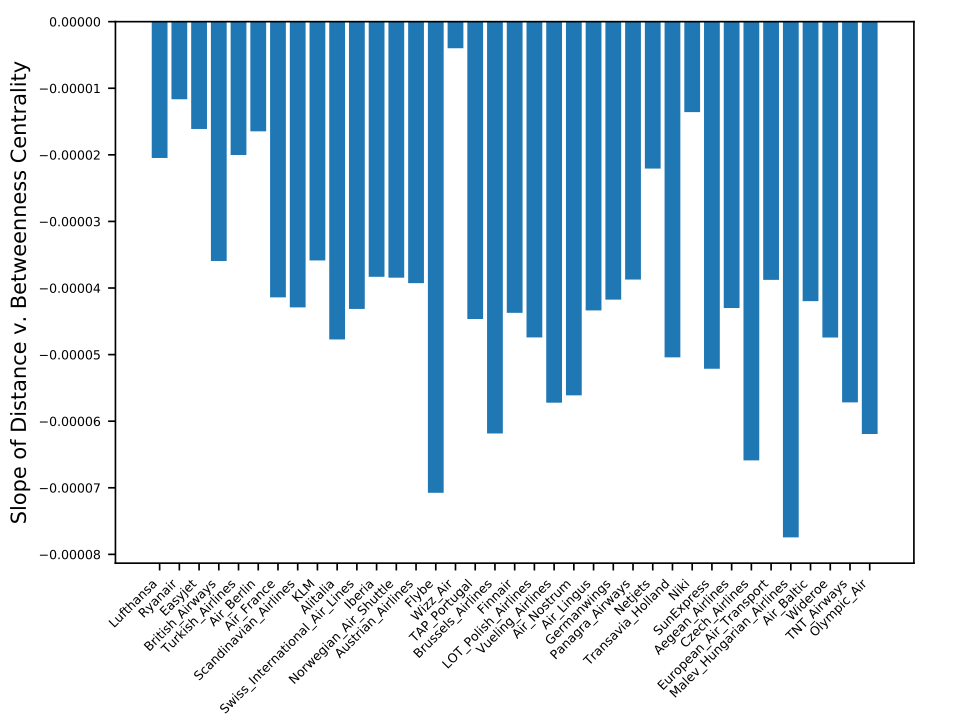 Slope of Distance v. Betweenness Centrality
0.00000
−0.00001
−0.00002
−0.00003
−0.00004
−0.00005
−0.00006
−0.00007
−0.00008
Lufthansa
Ryanair
Easyjet
British_Airways
Turkish_Airlines
Air_Berlin
Air_France
Scandinavian_Airlines
KLM
Alitalia
Swiss_International_Air_Lines
Iberia
Norwegian_Air_Shuttle
Austrian_Airlines
Flybe
Wizz_Air
TAP_Portugal
Brussels_Airlines
Finnair
LOT_Polish_Airlines
Vueling_Airlines
Air_Nostrum
Air_Lingus
Germanwings
Panagra_Airways
Netjets
Transavia_Holland
Niki
SunExpress
Aegean_Airlines
Czech_Airlines
European_Air_Transport
Malev_Hungarian_Airlines
Air_Baltic
Wideroe
TNT_Airways
Olympic_Air